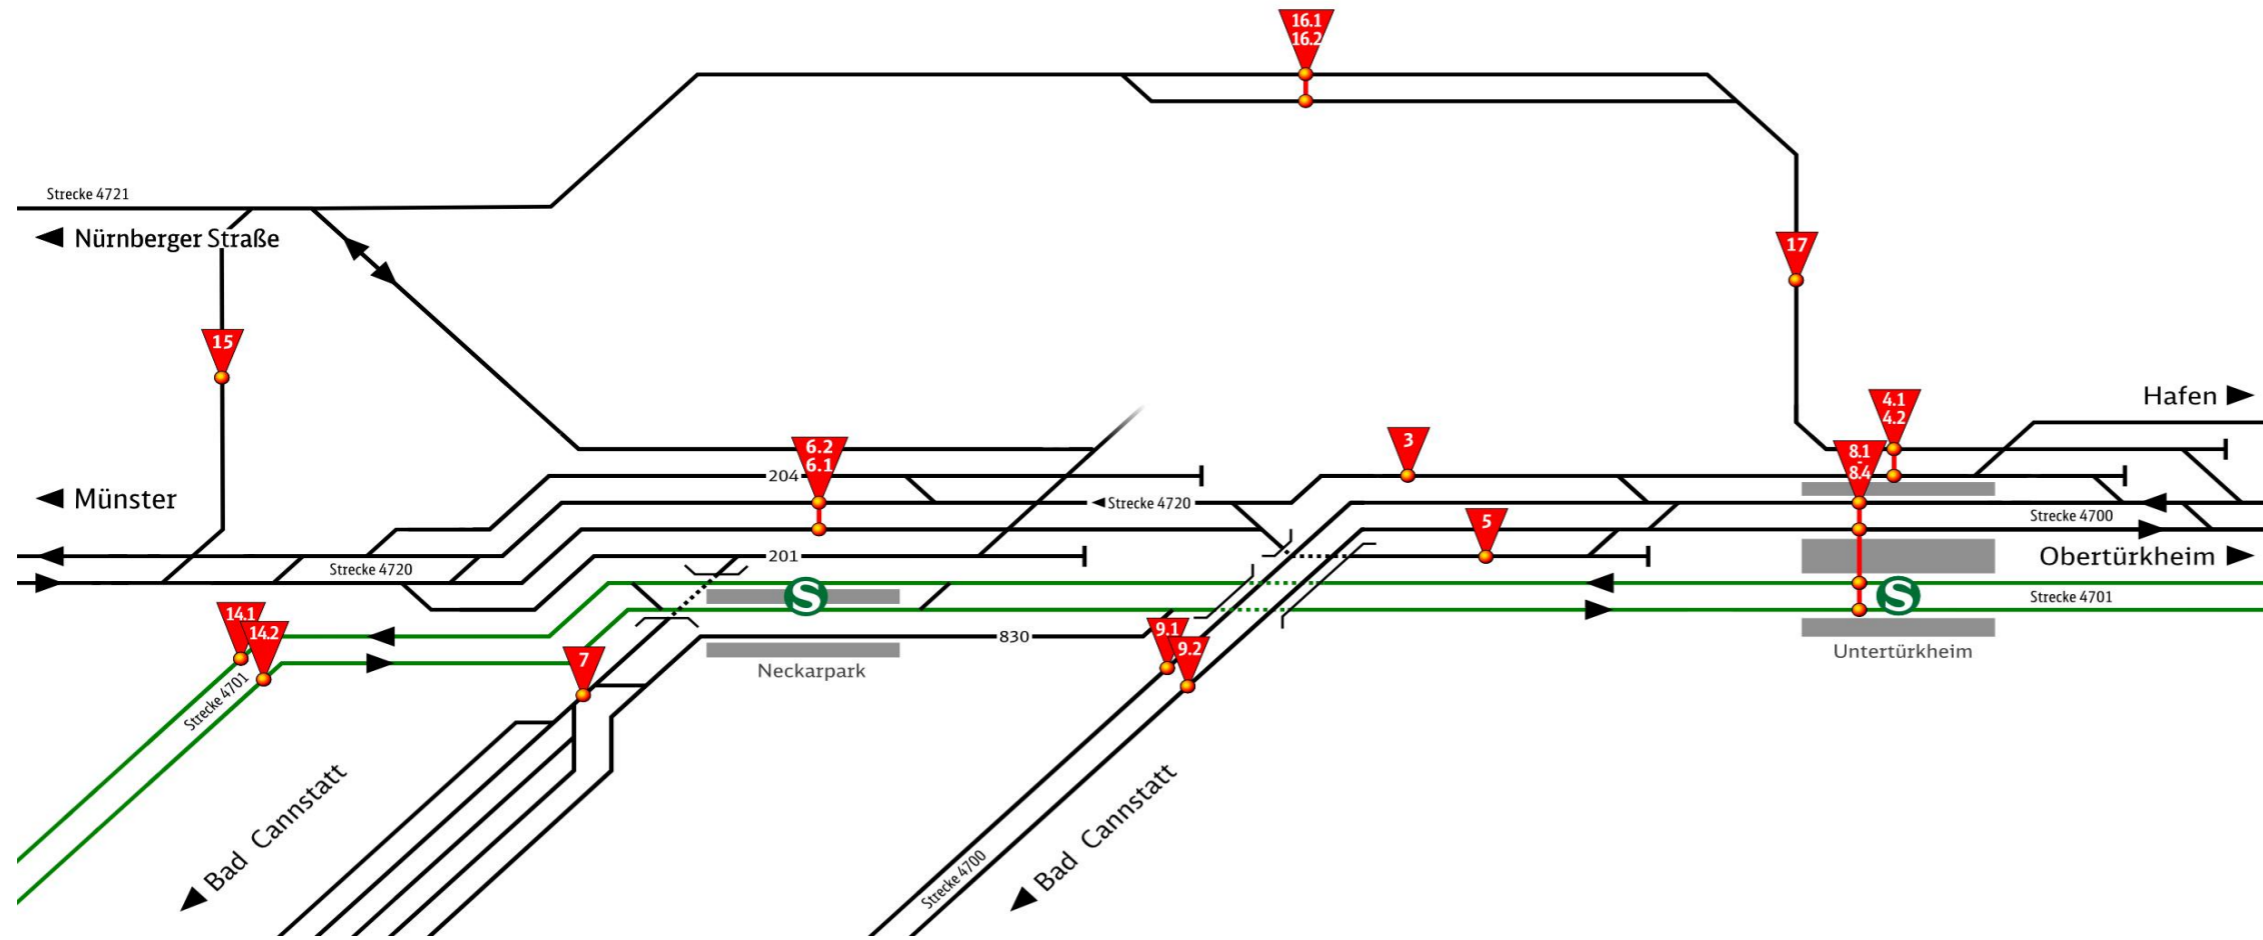 16.1
16.2
Strecke 4721
Nürnberger Straße
17
15
Hafen
4.1
4.2
3
6.2
6.1
8.1
-
8.4
204
Münster
Strecke 4720
5
Strecke 4700
201
Obertürkheim
Strecke 4720
S
S
Strecke 4701
14.1
14.2
9.1
9.2
830
7
Neckarpark
Untertürkheim
Strecke 4701
Bad Cannstatt
Strecke 4700
Bad Cannstatt